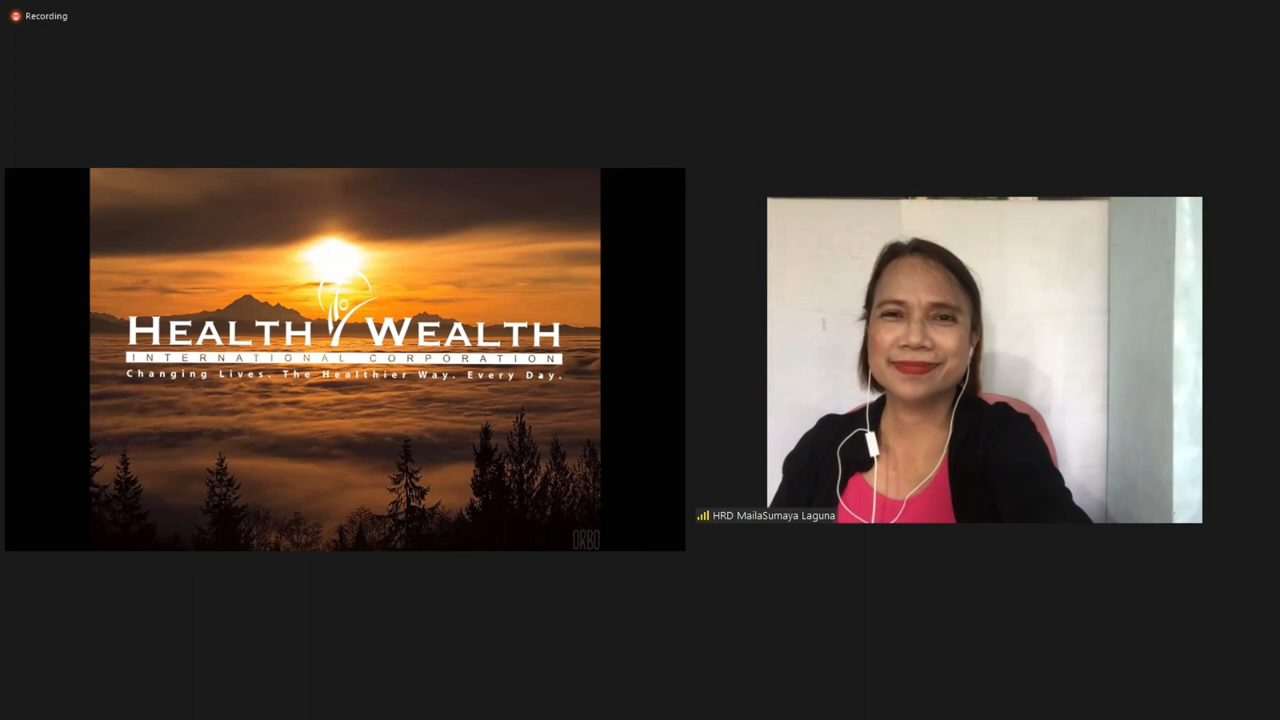 Recording
HEALTH WEALTH
INTERNATIONAL CORPORATION
Changing Lives. The Healthier Way. Every Day.
ORBO
HRD MailaSumaya Laguna